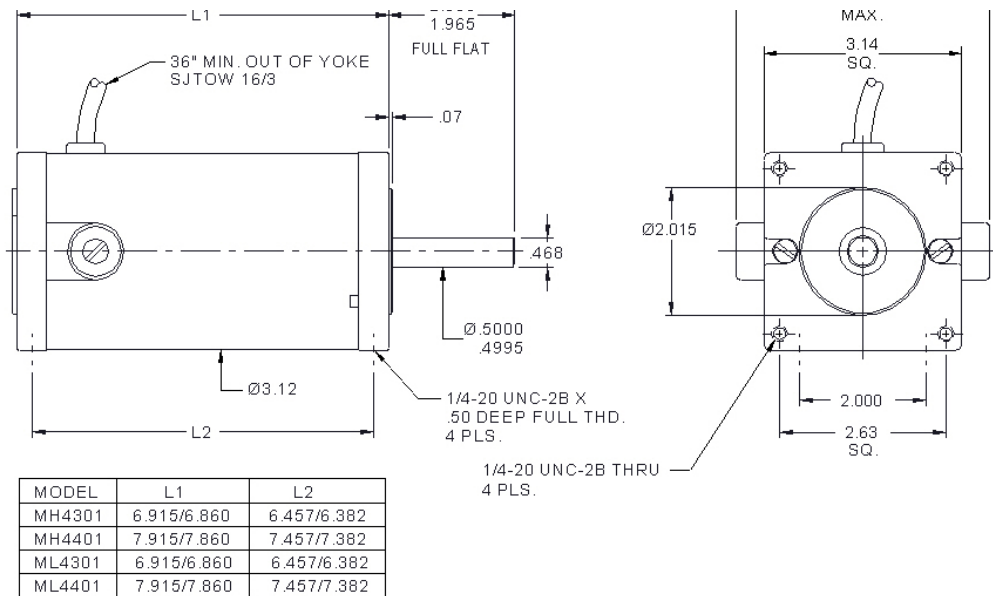 L1
1.965
FULL FLAT
MAX.
3.14
SQ.
36" MIN. OUT OF YOKE
SJTOW 16/3
.07
Ø2.015
.468
Ø.5000
.4995
Ø3.12
1/4-20 UNC-2B X
.50 DEEP FULL THD.
4 PLS.
2.000
L2
2.63
SQ.
1/4-20 UNC-2B THRU
4 PLS.
MODEL L1 L2
MH4301 6.915/6.860 6.457/6.382
MH4401 7.915/7.860 7.457/7.382
ML4301 6.915/6.860 6.457/6.382
ML4401 7.915/7.860 7.457/7.382